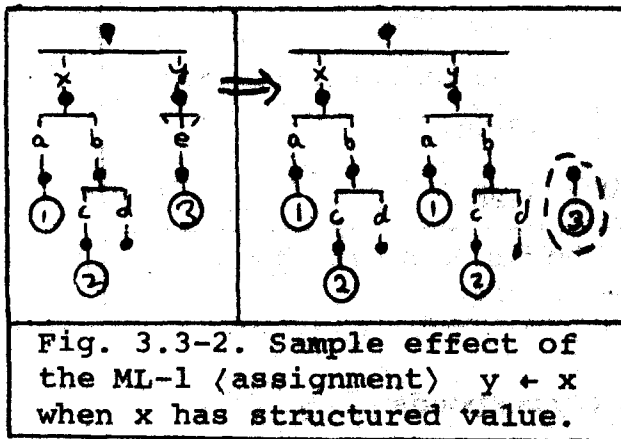 x y x y
a b e a b a b
1 c d 3 1 c d 1 c d 3
2 2 2
Fig. 3.3-2. Sample effect of
the ML-1 ⟨assignment⟩ y ← x
when x has structured value.